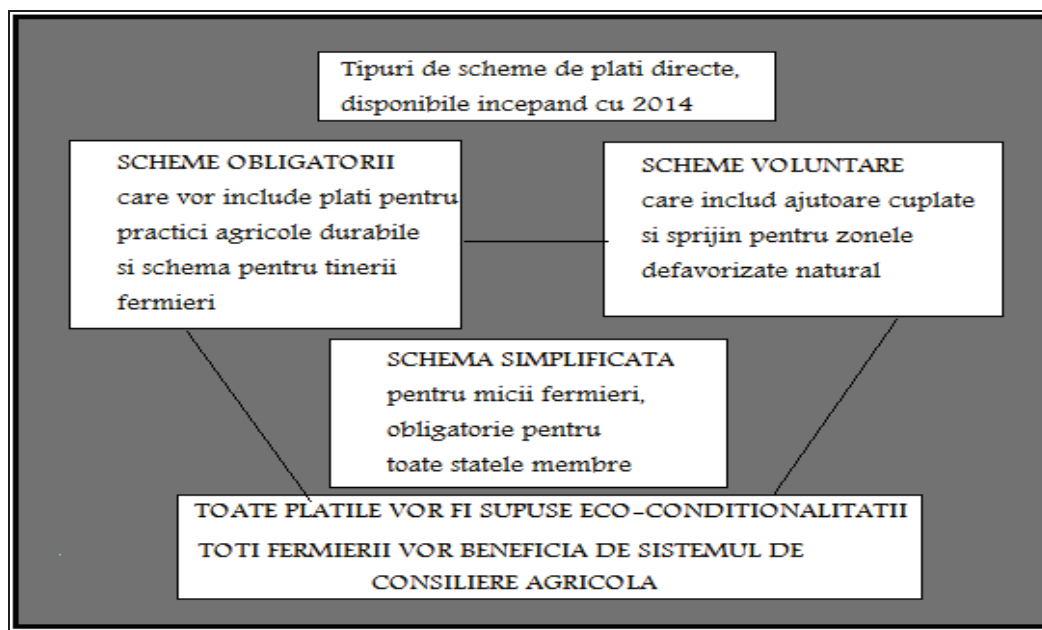 Tipuri de scheme de plati directe,
disponibile incepand cu 2014
SCHEME OBLIGATORII
care vor include plati pentru
practici agricole durabile
si schema pentru tinerii
fermieri
SCHEME VOLUNTARE
care includ ajutoare cuplate
si sprijin pentru zonele
defavorizate natural
SCHEMA SIMPLIFICATA
pentru micii fermieri,
obligatorie pentru
toate statele membre
TOATE PLATILE VOR FI SUPUSE ECO-CONDITIONALITATII
TOTI FERMIERII VOR BENEFICIA DE SISTEMUL DE
CONSILIERE AGRICOLA